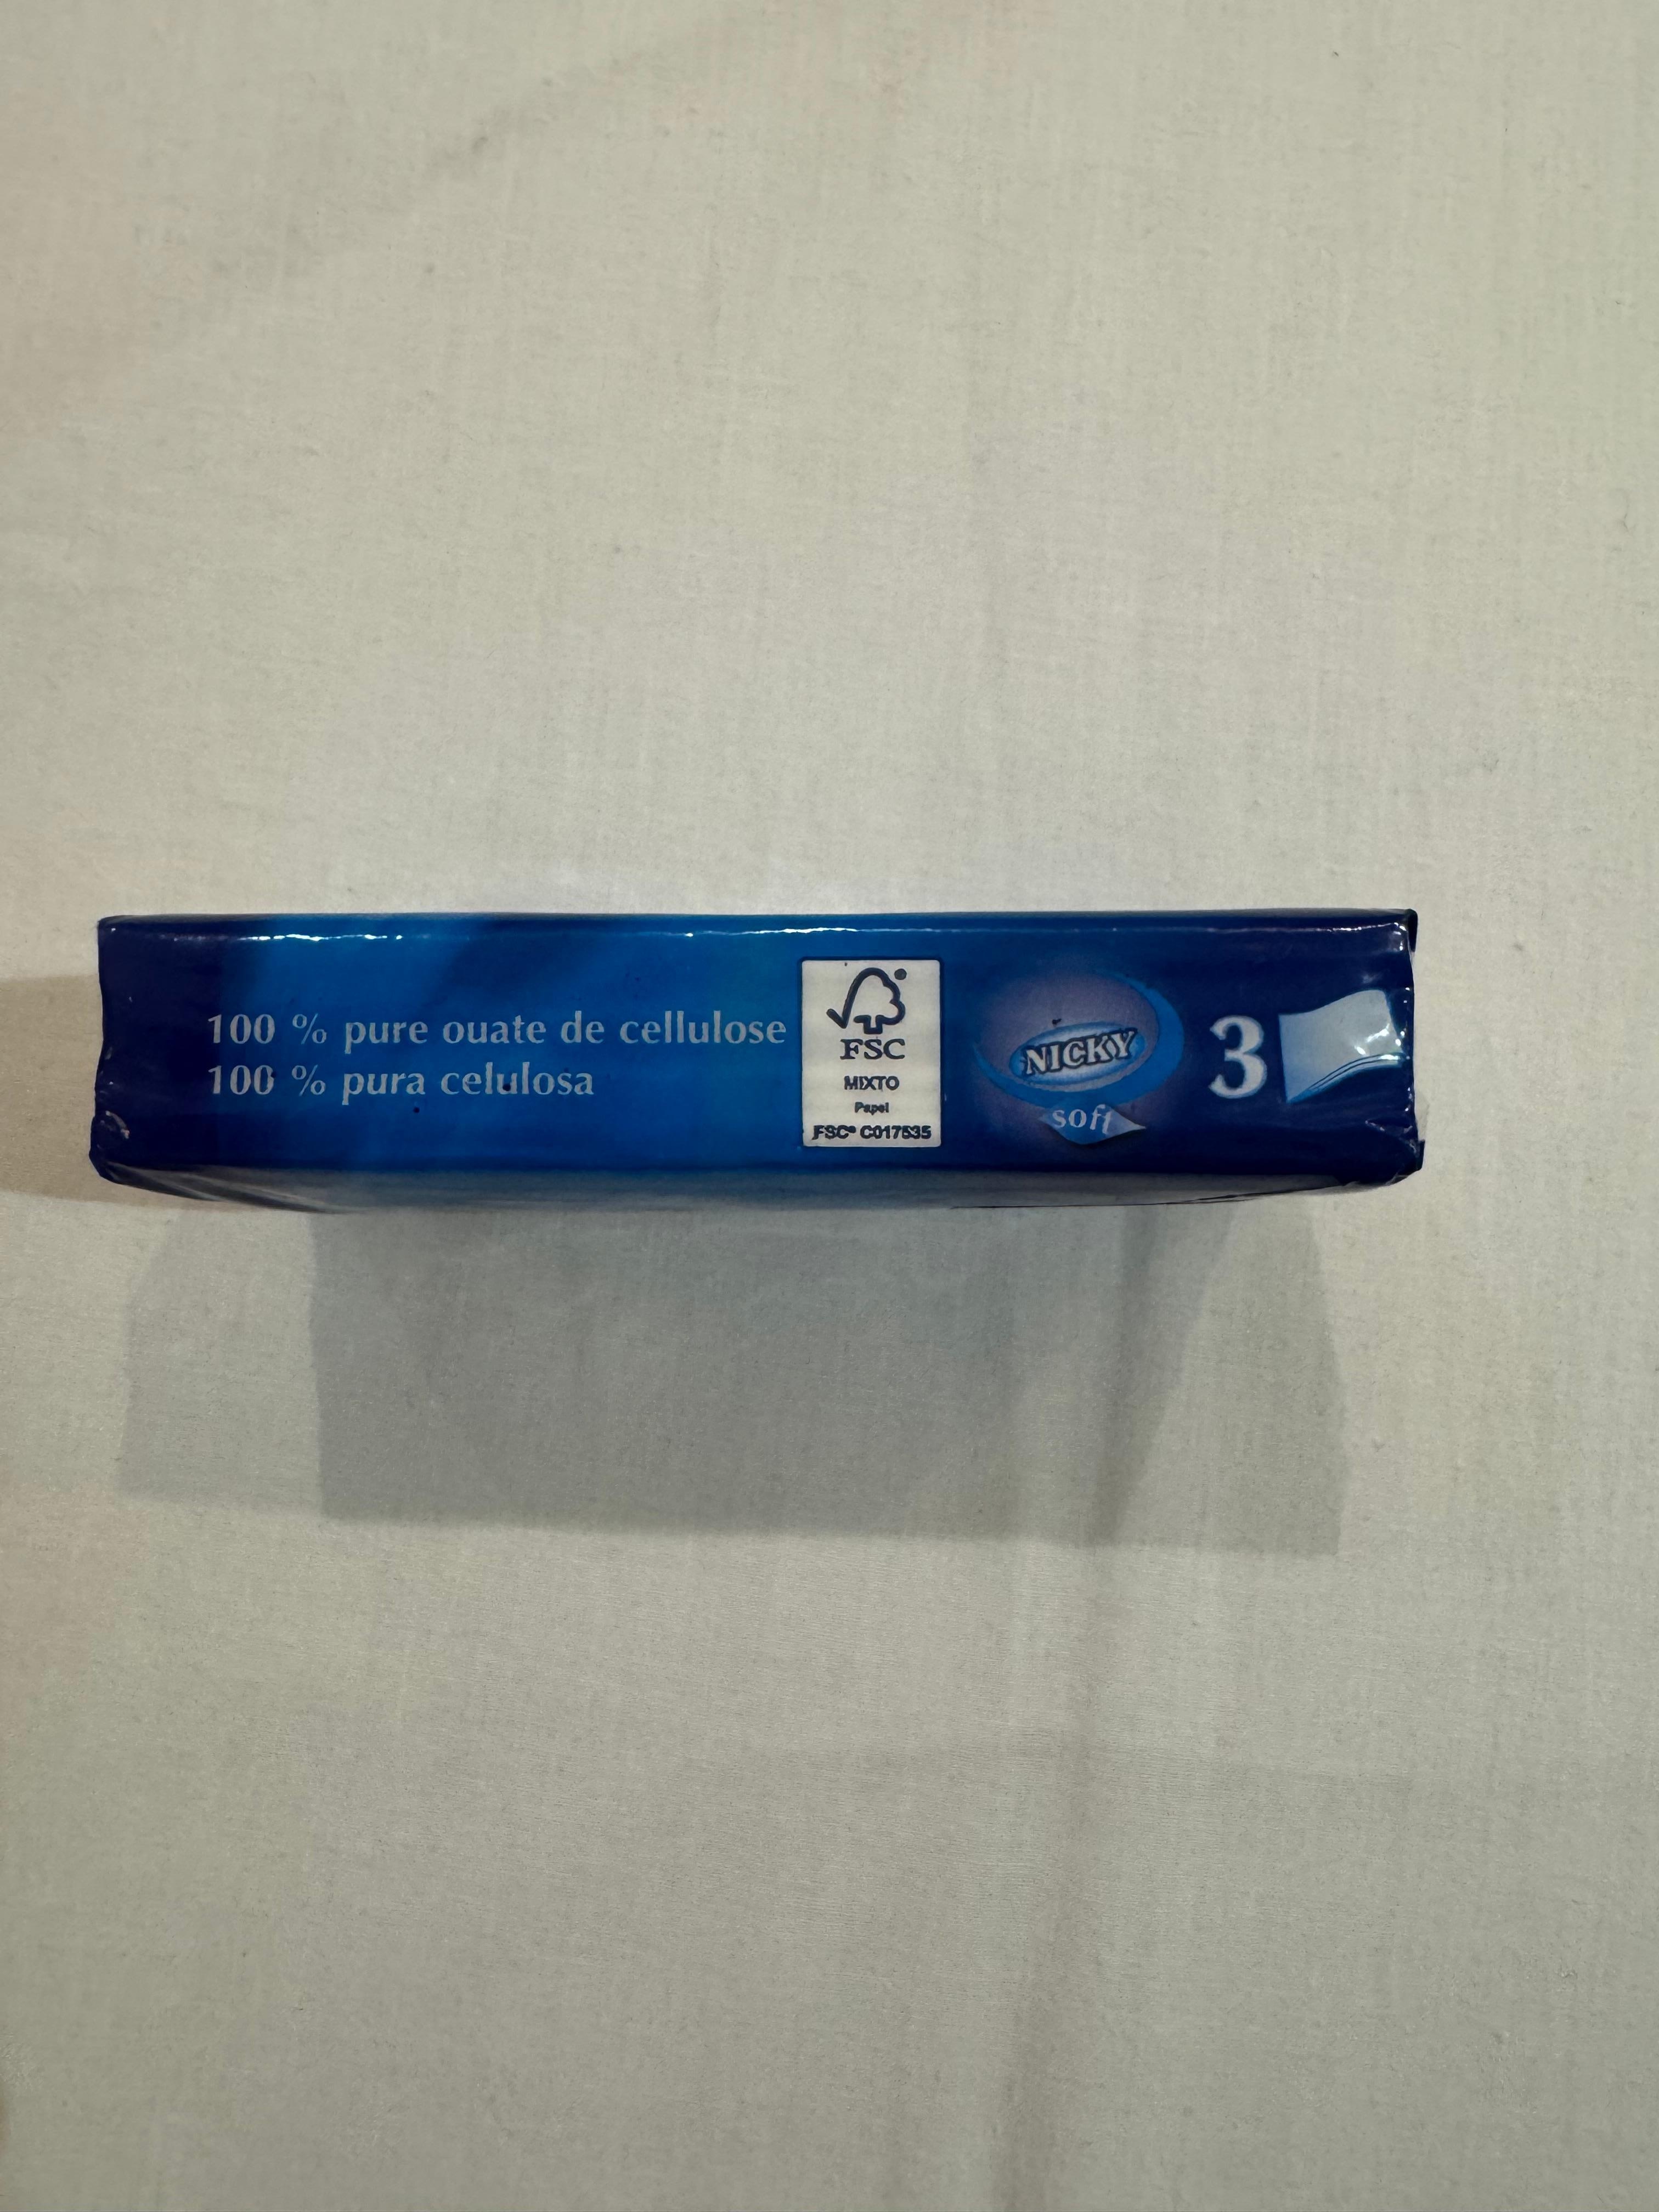 100 % pure ouate de cellulose
100 % pura celulosa
FSC
MIXTO
Papel
FSC® C017535
NICKY
soft
3